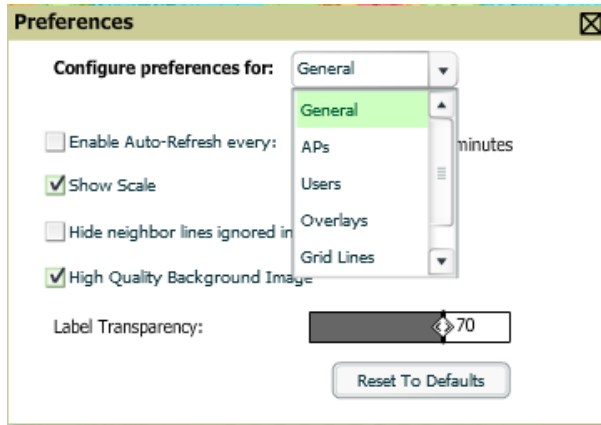 Preferences
Configure preferences for: General
General
Enable Auto-Refresh every: minutes
APs
Show Scale
Users
Overlays
Hide neighbor lines ignored in
Grid Lines
High Quality Background Image
Label Transparency: 70
Reset To Defaults